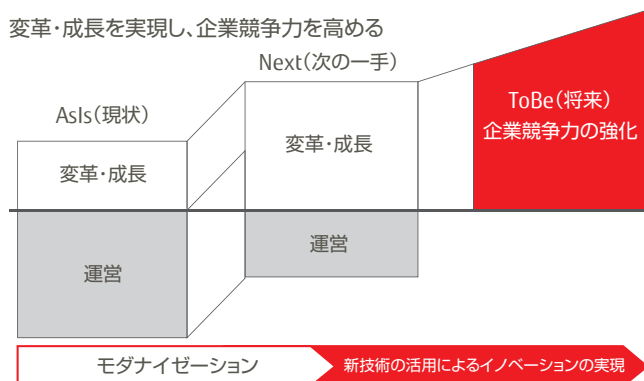 変革・成長を実現し、企業競争力を高める
Next(次の一手)
AsIs(現状)
ToBe(将来)
企業競争力の強化
変革・成長
変革・成長
運営
運営
モダナイゼーション
新技術の活用によるイノベーションの実現